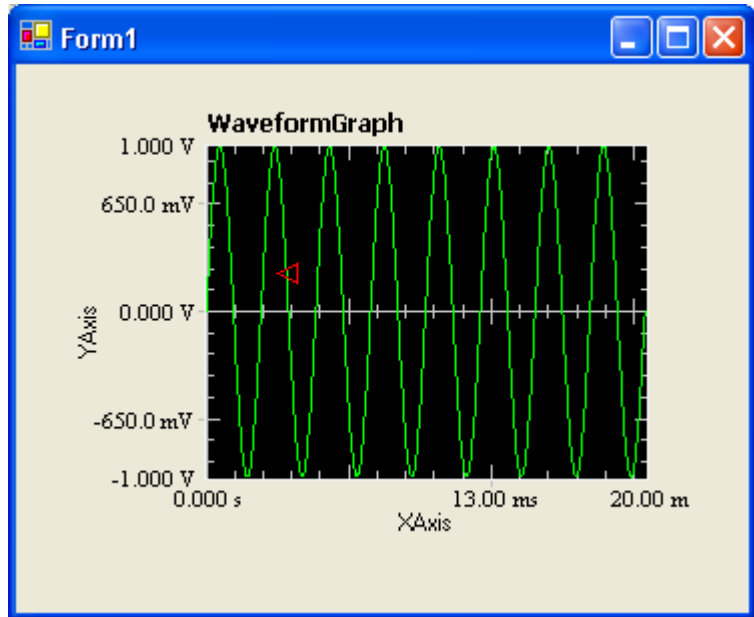 Form1
WaveformGraph
1.000 V
650.0 mV
0.000 V
YAxis
-650.0 mV
-1.000 V
0.000 s
13.00 ms
20.00 m
XAxis